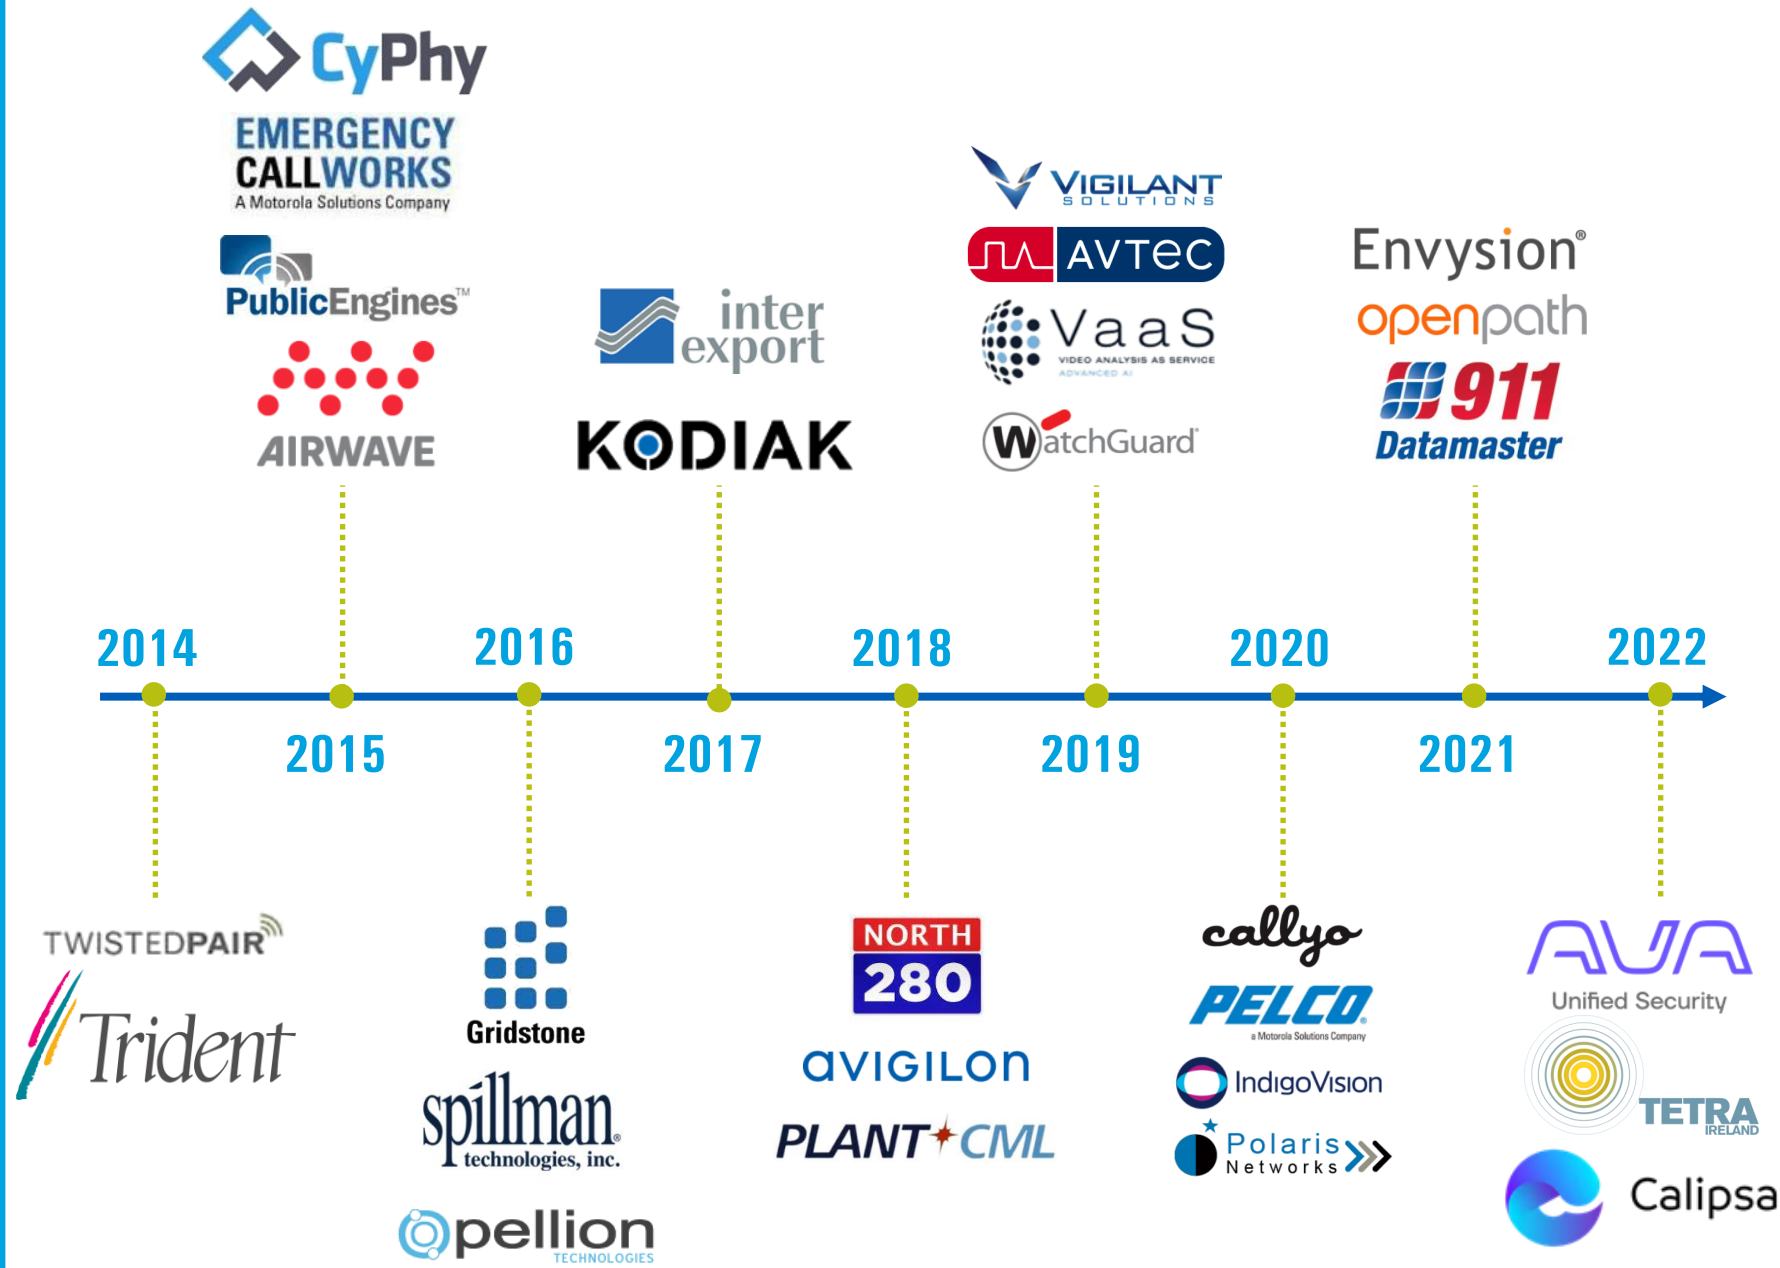 CyPhy
EMERGENCY
CALLWORKS
A Motorola Solutions Company
PublicEngines™
AIRWAVE
inter
export
KODIAK
VIGILANT
SOLUTIONS
AVTEC
VaaS
VIDEO ANALYSIS AS SERVICE
ADVANCED AI
WatchGuard
Envysion®
openpath
911
Datamaster
2014
2016
2018
2020
2022
2015
2017
2019
2021
TWISTEDPAIR
Trident
Gridstone
spillman®
technologies, inc.
pellion
TECHNOLOGIES
NORTH
280
avigilon
PLANT CML
callyo
PELCO®
a Motorola Solutions Company
IndigoVision
Polaris
Networks
AVA
Unified Security
TETRA
IRELAND
Calipsa